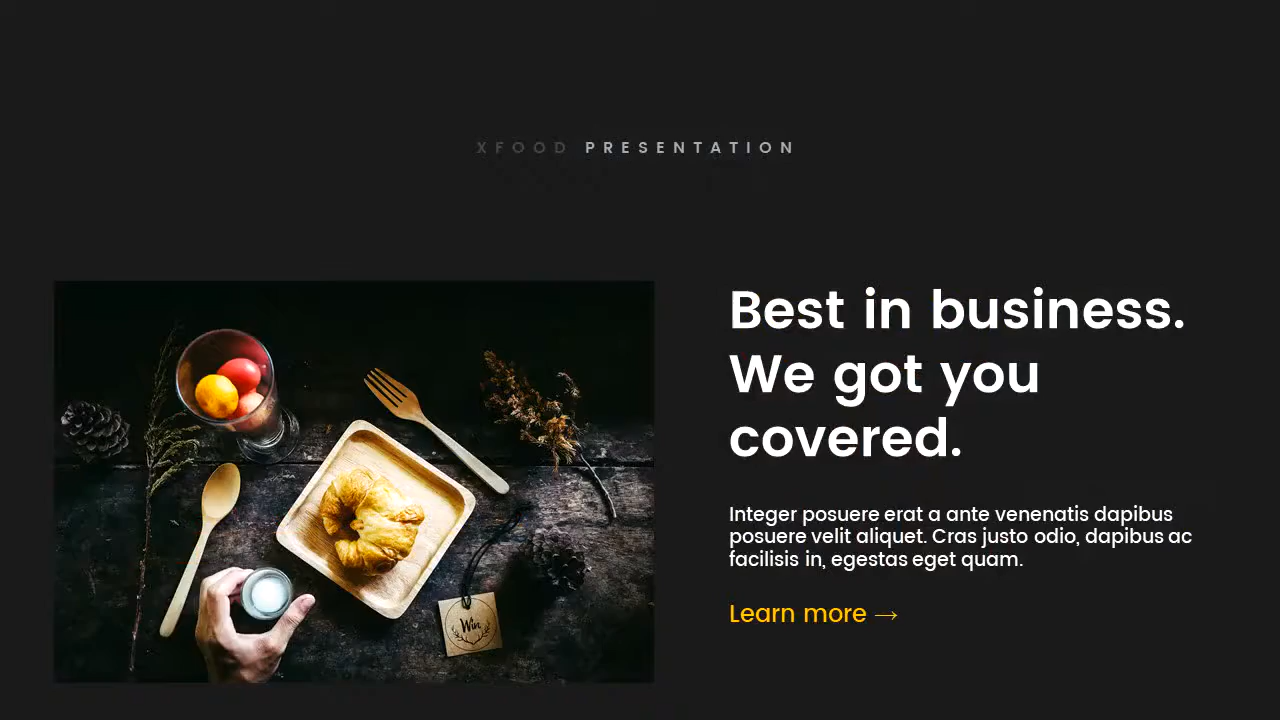 XFOOD PRESENTATION
Best in business.
We got you
covered.
Integer posuere erat a ante venenatis dapibus
posuere velit aliquet. Cras justo odio, dapibus ac
facilisis in, egestas eget quam.
Learn more →
Win